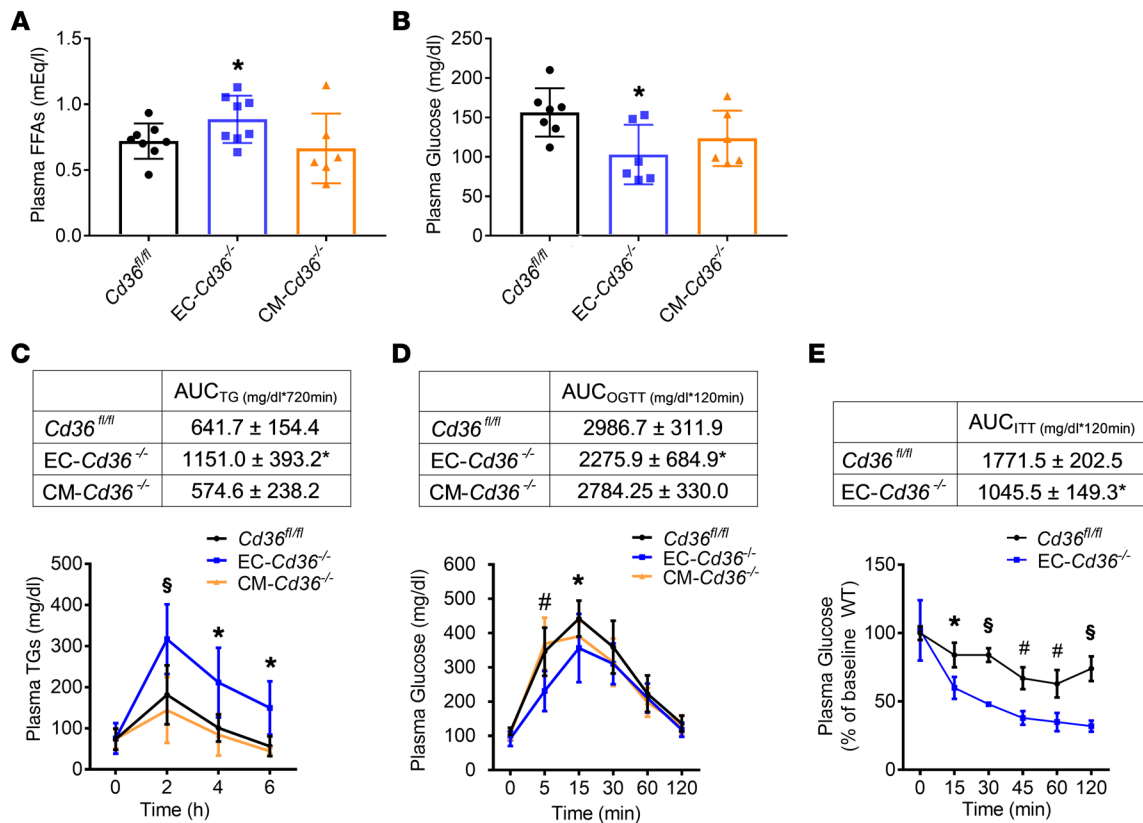 A
Plasma FFAs (mEq/l)
1.5
1.0
0.5
0.0
*
Cd36fl/fl
EC-Cd36-/-
CM-Cd36-/-
B
Plasma Glucose (mg/dl)
250
200
150
100
50
0
*
Cd36fl/fl
EC-Cd36-/-
CM-Cd36-/-
C
AUCTG (mg/dl*720min)
Cd36 fl/fl 641.7 ± 154.4
EC-Cd36 -/- 1151.0 ± 393.2*
CM-Cd36 -/- 574.6 ± 238.2
Cd36fl/fl
EC-Cd36-/-
CM-Cd36-/-
Plasma TGs (mg/dl)
500
400
300
200
100
0
§ * *
0 2 4 6
Time (h)
D
AUCOGTT (mg/dl*120min)
Cd36 fl/fl 2986.7 ± 311.9
EC-Cd36 -/- 2275.9 ± 684.9*
CM-Cd36 -/- 2784.25 ± 330.0
Cd36fl/fl
EC-Cd36-/-
CM-Cd36-/-
Plasma Glucose (mg/dl)
600
500
400
300
200
100
0
# *
0 5 15 30 60 120
Time (min)
E
AUCITT (mg/dl*120min)
Cd36fl/fl 1771.5 ± 202.5
EC-Cd36-/- 1045.5 ± 149.3*
Cd36fl/fl
EC-Cd36-/-
Plasma Glucose
(% of baseline WT)
150
100
50
0
* § # # §
0 15 30 45 60 120
Time (min)